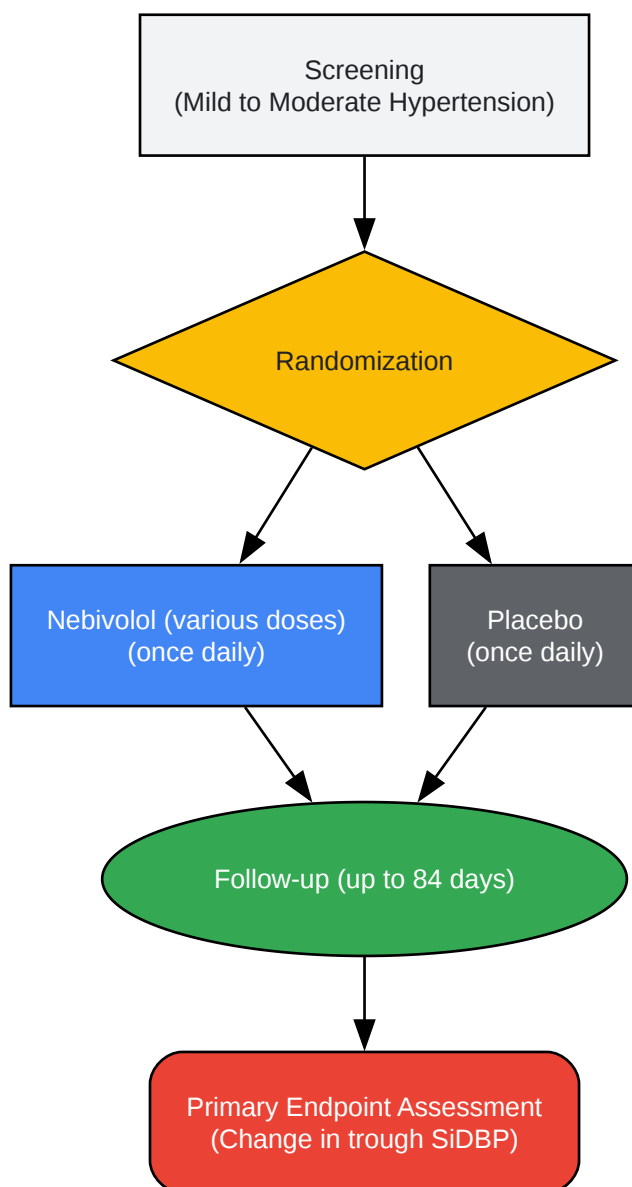 Screening
(Mild to Moderate Hypertension)
Randomization
Nebivolol (various doses)
(once daily)
Placebo
(once daily)
Follow-up (up to 84 days)
Primary Endpoint Assessment
(Change in trough SiDBP)